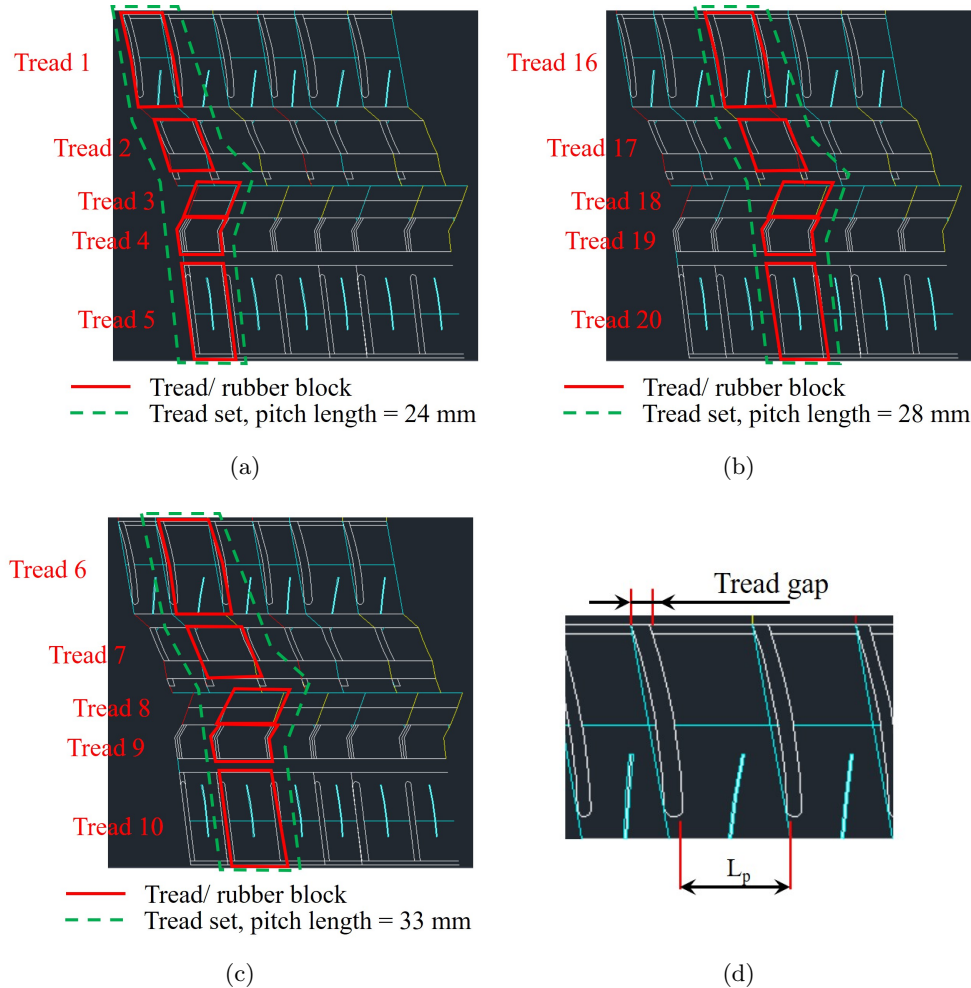 Tread 1
Tread 2
Tread 3
Tread 4
Tread 5
Tread/ rubber block
Tread set, pitch length = 24 mm
(a)
Tread 16
Tread 17
Tread 18
Tread 19
Tread 20
Tread/ rubber block
Tread set, pitch length = 28 mm
(b)
Tread 6
Tread 7
Tread 8
Tread 9
Tread 10
Tread/ rubber block
Tread set, pitch length = 33 mm
(c)
Tread gap
Lp
(d)